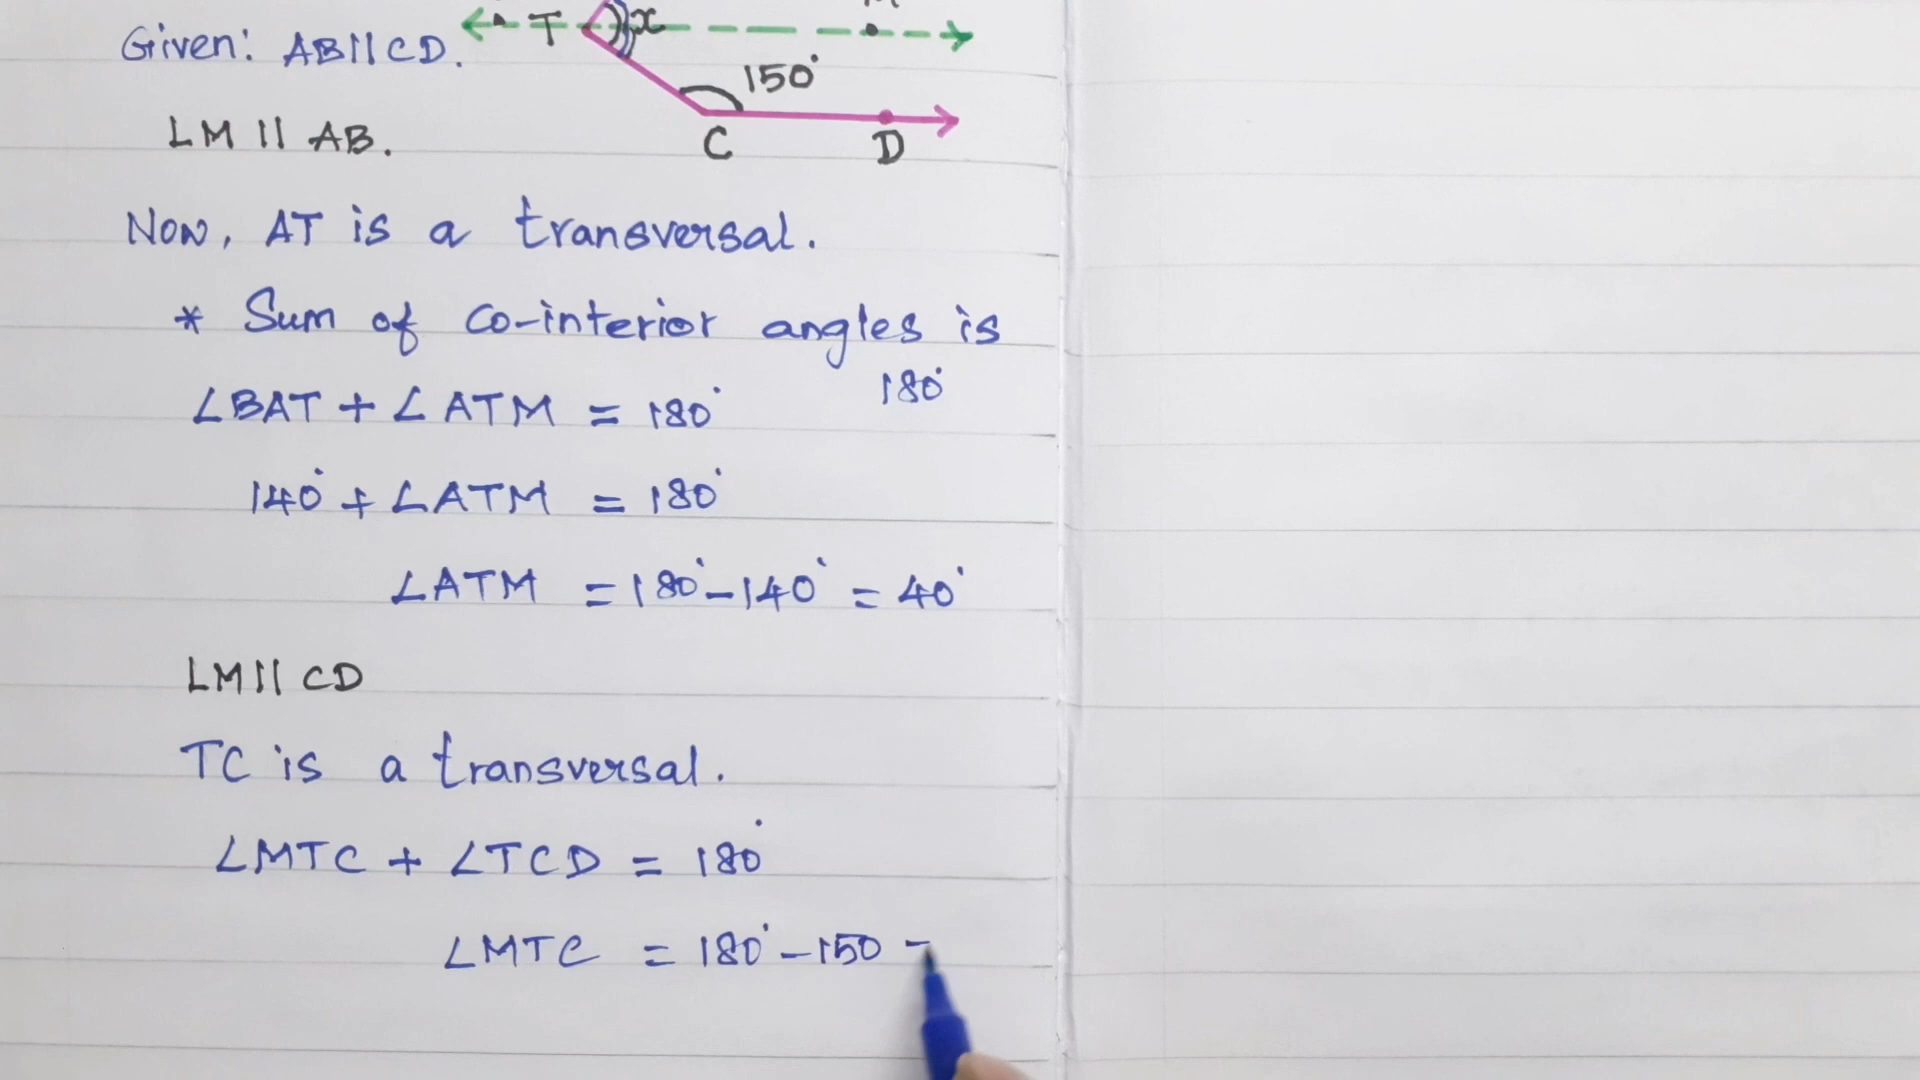 Given: AB || CD.
T x
150°
LM || AB.
C D
Now, AT is a transversal.
* Sum of co-interior angles is
180°
∠BAT + ∠ATM = 180°
140° + ∠ATM = 180°
∠ATM = 180° - 140° = 40°
LM || CD
TC is a transversal.
∠MTC + ∠TCD = 180°
∠MTC = 180° - 150 -